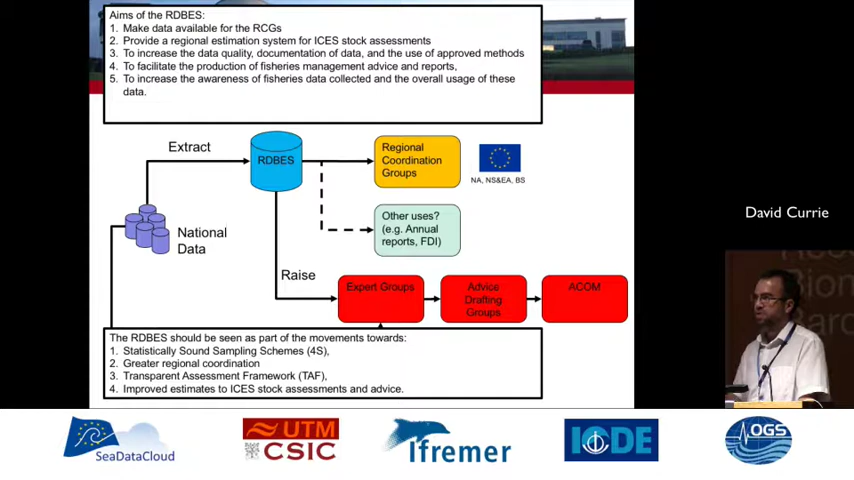 Aims of the RDBES:
1. Make data available for the RCGs
2. Provide a regional estimation system for ICES stock assessments
3. To increase the data quality, documentation of data, and the use of approved methods
4. To facilitate the production of fisheries management advice and reports,
5. To increase the awareness of fisheries data collected and the overall usage of these
data.
Extract
RDBES
Regional
Coordination
Groups
NA, NS&EA, BS
Other uses?
(e.g. Annual
reports, FDI)
National
Data
Raise
Expert Groups
Advice
Drafting
Groups
ACOM
The RDBES should be seen as part of the movements towards:
1. Statistically Sound Sampling Schemes (4S),
2. Greater regional coordination
3. Transparent Assessment Framework (TAF),
4. Improved estimates to ICES stock assessments and advice.
David Currie
SeaDataCloud
UTM
CSIC
Ifremer
IODE
OGS